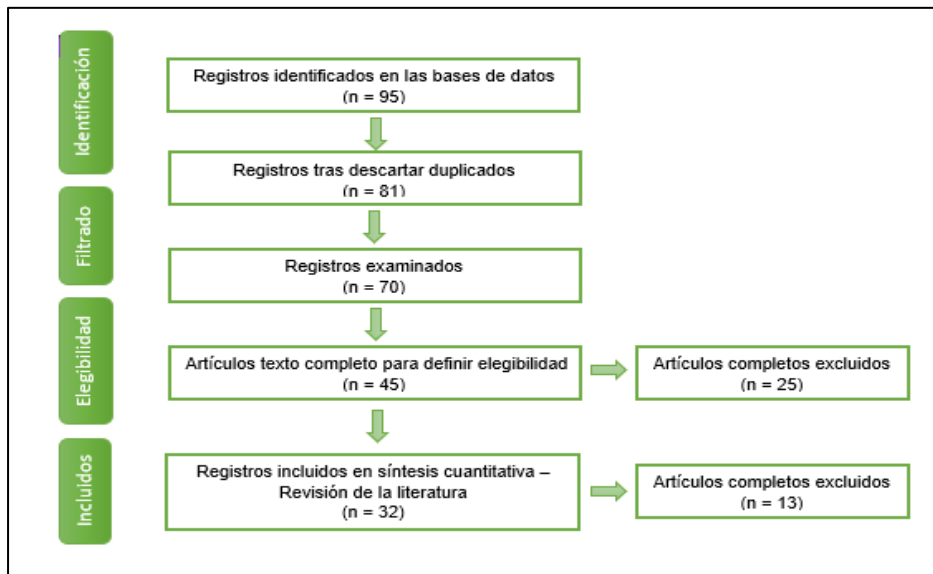 Identificación
Registros identificados en las bases de datos
(n = 95)
Registros tras descartar duplicados
(n = 81)
Filtrado
Registros examinados
(n = 70)
Elegibilidad
Artículos texto completo para definir elegibilidad
(n = 45)
Artículos completos excluidos
(n = 25)
Incluidos
Registros incluidos en síntesis cuantitativa –
Revisión de la literatura
(n = 32)
Artículos completos excluidos
(n = 13)